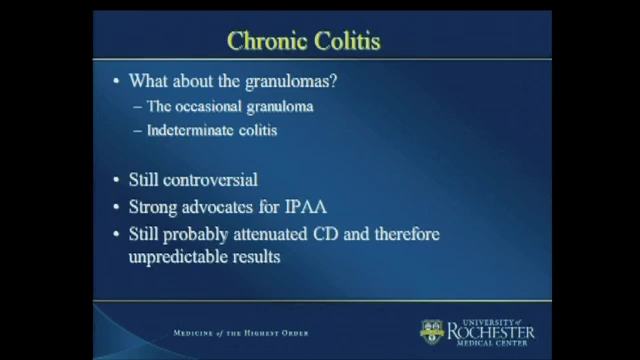 Chronic Colitis
• What about the granulomas?
– The occasional granuloma
– Indeterminate colitis
• Still controversial
• Strong advocates for IPAA
• Still probably attenuated CD and therefore
unpredictable results
MEDICINE of THE HIGHEST ORDER
UNIVERSITY of
ROCHESTER
MEDICAL CENTER